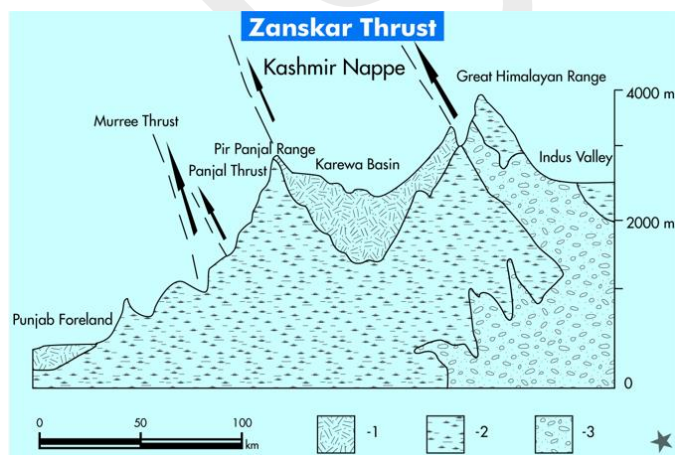 Zanskar Thrust
Kashmir Nappe
Great Himalayan Range
4000 m
Murree Thrust
Pir Panjal Range
Karewa Basin
Indus Valley
Panjal Thrust
2000 m
Punjab Foreland
0
0 50 100
km
-1 -2 -3